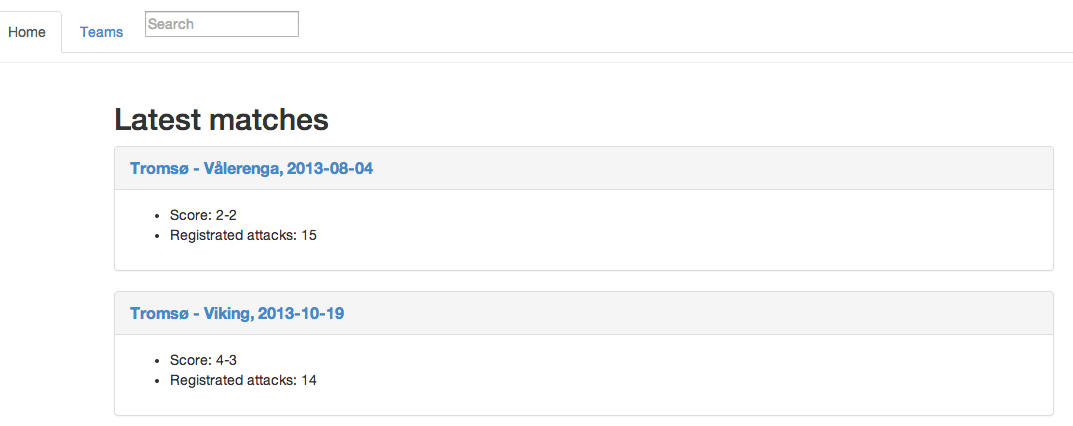 Home Teams Search
Latest matches
Tromsø - Vålerenga, 2013-08-04
Score: 2-2
Registrated attacks: 15
Tromsø - Viking, 2013-10-19
Score: 4-3
Registrated attacks: 14